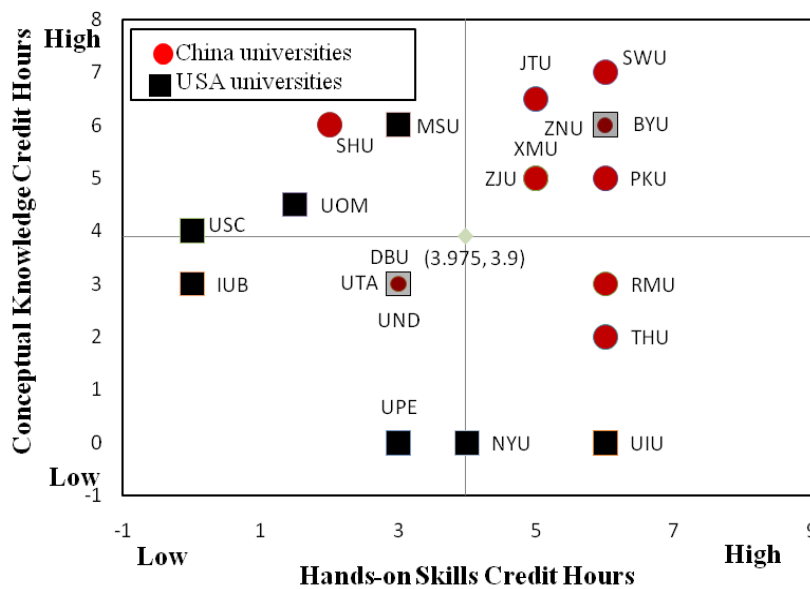 8
High
China universities
USA universities
JTU
SWU
7
6
SHU
MSU
ZNU
BYU
XMU
5
ZJU
PKU
UOM
USC
4
DBU
(3.975, 3.9)
3
IUB
UTA
RMU
UND
2
THU
1
UPE
0
NYU
UIU
Low
-1
-1
1
3
5
7
9
Low
High
Conceptual Knowledge Credit Hours
Hands-on Skills Credit Hours